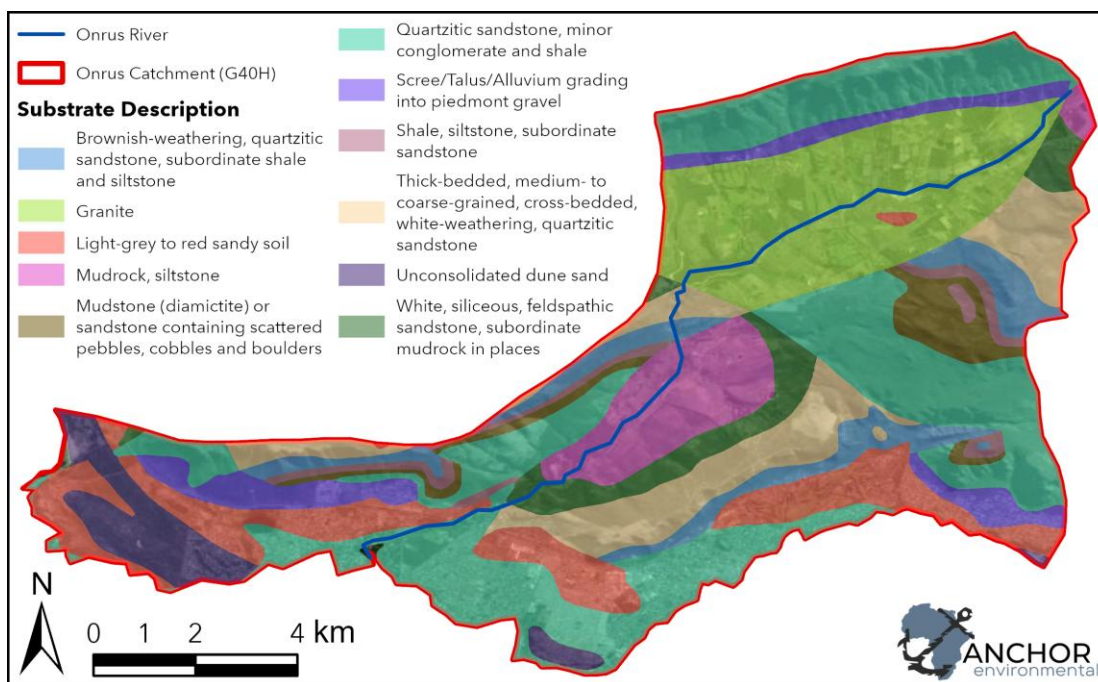 Onrus River
Onrus Catchment (G40H)
Substrate Description
Brownish-weathering, quartzitic
sandstone, subordinate shale
and siltstone
Granite
Light-grey to red sandy soil
Mudrock, siltstone
Mudstone (diamictite) or
sandstone containing scattered
pebbles, cobbles and boulders
Quartzitic sandstone, minor
conglomerate and shale
Scree/Talus/Alluvium grading
into piedmont gravel
Shale, siltstone, subordinate
sandstone
Thick-bedded, medium- to
coarse-grained, cross-bedded,
white-weathering, quartzitic
sandstone
Unconsolidated dune sand
White, siliceous, feldspathic
sandstone, subordinate
mudrock in places
N
0 1 2 4 km
ANCHOR
environmental